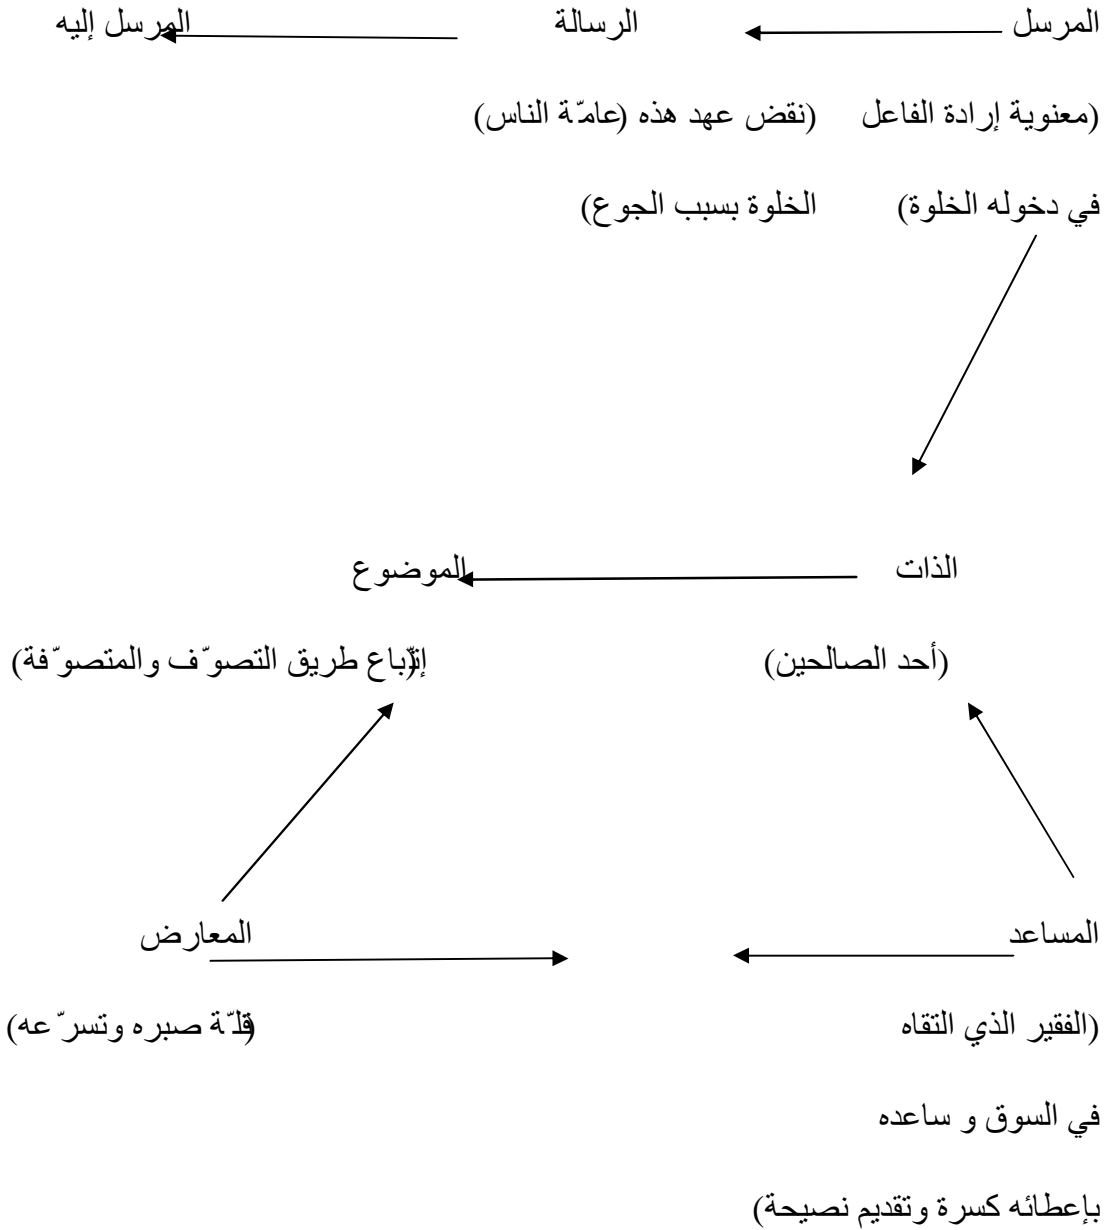 المرسل الرسالة المرسل إليه
(معنوية إرادة الفاعل (نقض عهد هذه (عامّة الناس)
في دخوله الخلوة) الخلوة بسبب الجوع)
الذات الموضوع
(أحد الصالحين) (إتّباع طريق التصوّف والمتصوّفة)
المساعد المعارض
(الفقير الذي التقاه (قلّة صبره وتسرّعه)
في السوق و ساعده
بإعطائه كسرة وتقديم نصيحة)